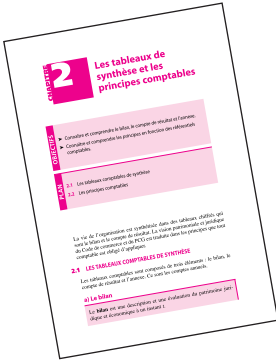 CHAPITRE
2
Les tableaux de
synthèse et les
principes comptables
OBJECTIFS
➤ Connaître et comprendre le bilan, le compte de résultat et l'annexe.
➤ Connaître et comprendre les principes en fonction des référentiels
comptables.
PLAN
2.1 Les tableaux comptables de synthèse
2.2 Les principes comptables
La vie de l'organisation est synthétisée dans des tableaux chiffrés qui
sont le bilan et le compte de résultat. La vision patrimoniale et juridique
du Code de commerce et du PCG est traduite dans les principes que tout
comptable est obligé d'appliquer.
2.1 LES TABLEAUX COMPTABLES DE SYNTHÈSE
Les tableaux comptables sont composés de trois éléments : le bilan, le
compte de résultat et l'annexe. Ce sont les comptes annuels.
a) Le bilan
Le bilan est une description et une évaluation du patrimoine juri-
dique et économique à un instant t.